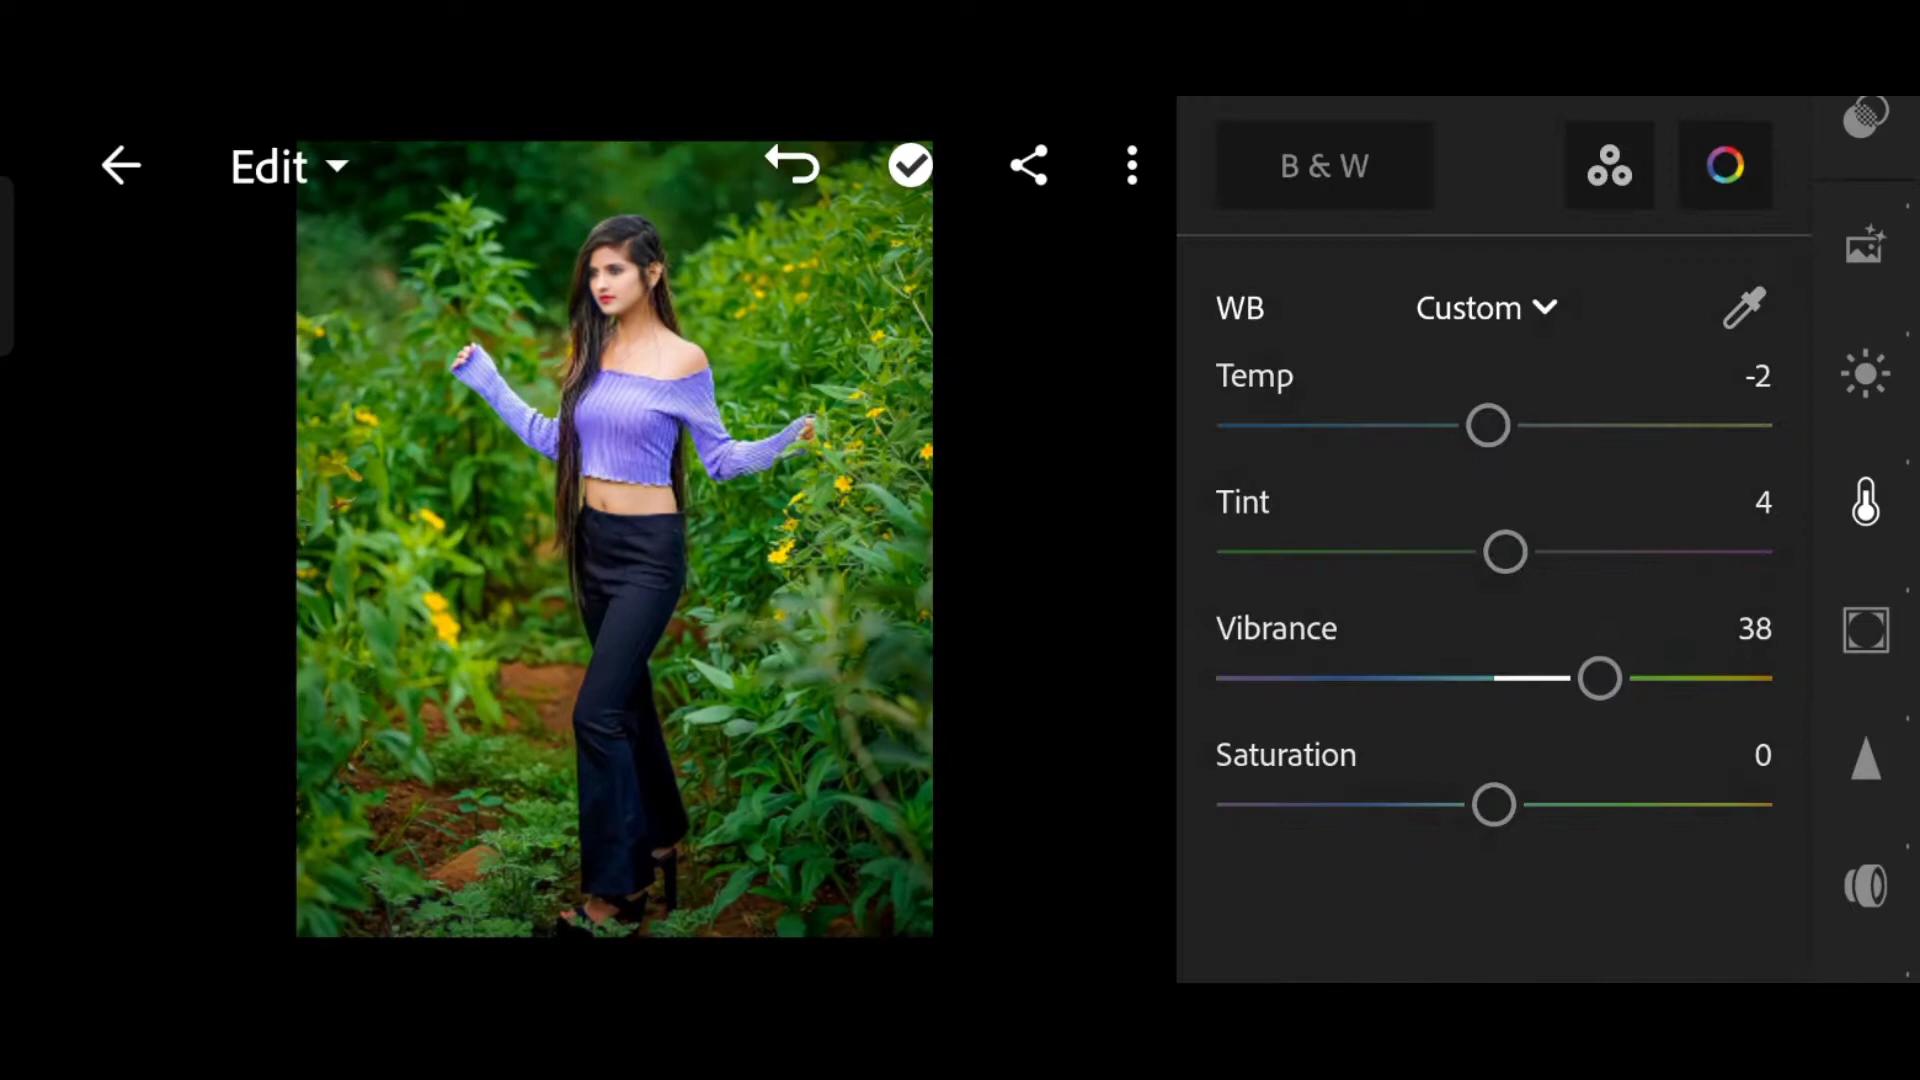 Edit
B & W
WB Custom
Temp -2
Tint 4
Vibrance 38
Saturation 0